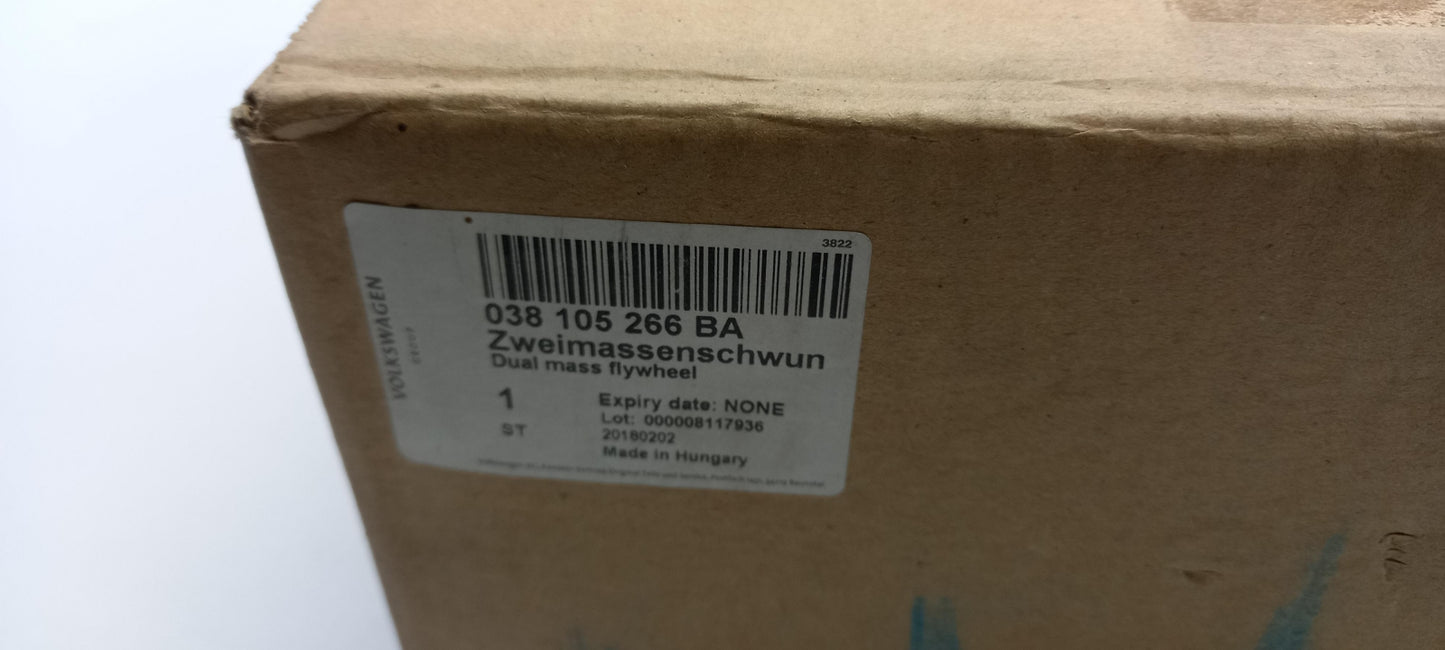 3822
038 105 266 BA
Zweimassenschwun
Dual mass flywheel
1
ST
Expiry date: NONE
Lot: 000008117936
20180202
Made in Hungary
VOLKSWAGEN
GROUP